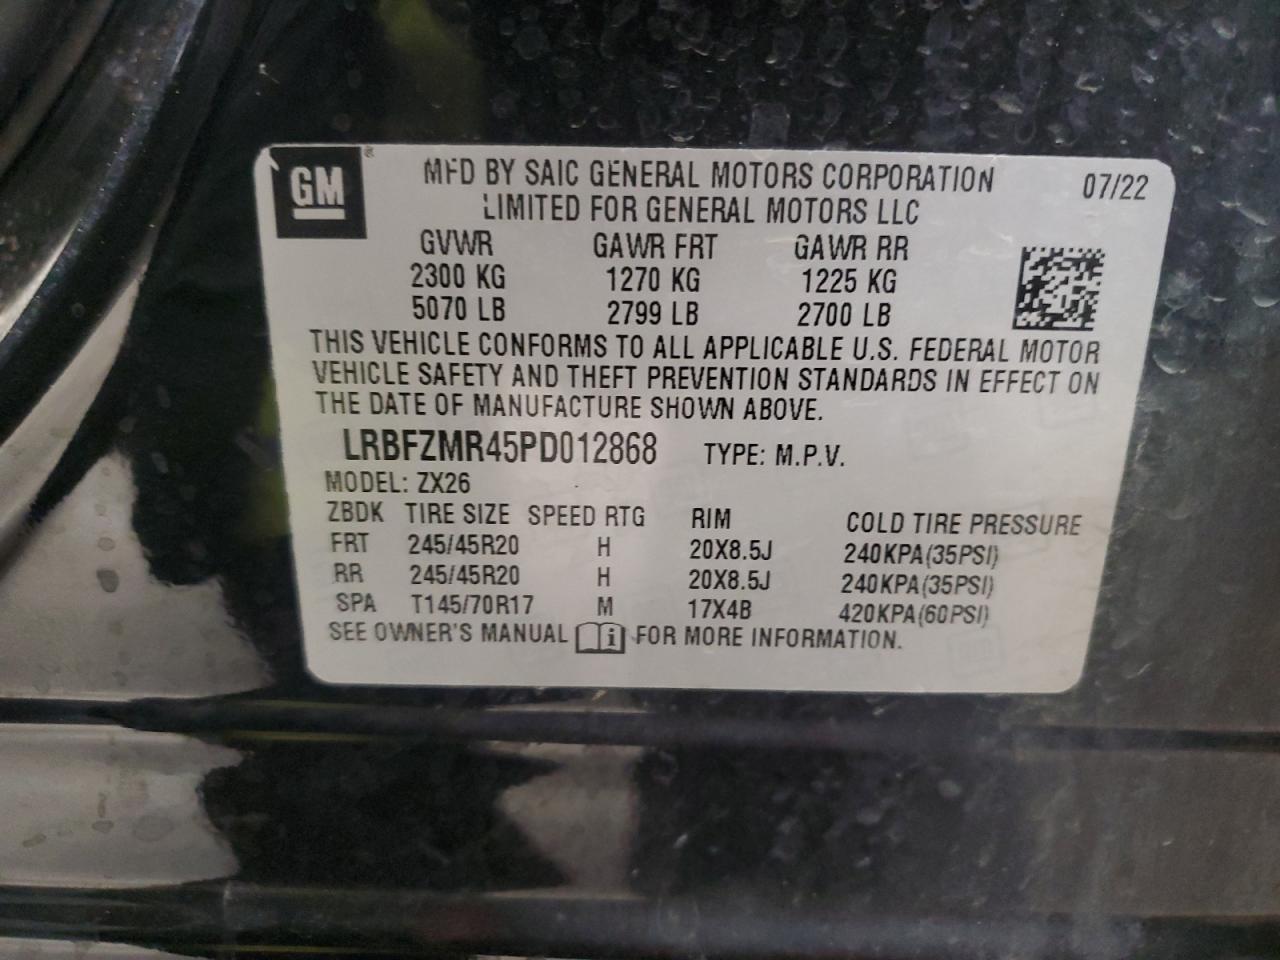 GM ® MFD BY SAIC GENERAL MOTORS CORPORATION 07/22
LIMITED FOR GENERAL MOTORS LLC
GVWR GAWR FRT GAWR RR
2300 KG 1270 KG 1225 KG
5070 LB 2799 LB 2700 LB
THIS VEHICLE CONFORMS TO ALL APPLICABLE U.S. FEDERAL MOTOR
VEHICLE SAFETY AND THEFT PREVENTION STANDARDS IN EFFECT ON
THE DATE OF MANUFACTURE SHOWN ABOVE.
LRBFZMR45PD012868 TYPE: M.P.V.
MODEL: ZX26
ZBDK TIRE SIZE SPEED RTG RIM COLD TIRE PRESSURE
FRT 245/45R20 H 20X8.5J 240KPA(35PSI)
RR 245/45R20 H 20X8.5J 240KPA(35PSI)
SPA T145/70R17 M 17X4B 420KPA(60PSI)
SEE OWNER'S MANUAL i FOR MORE INFORMATION.